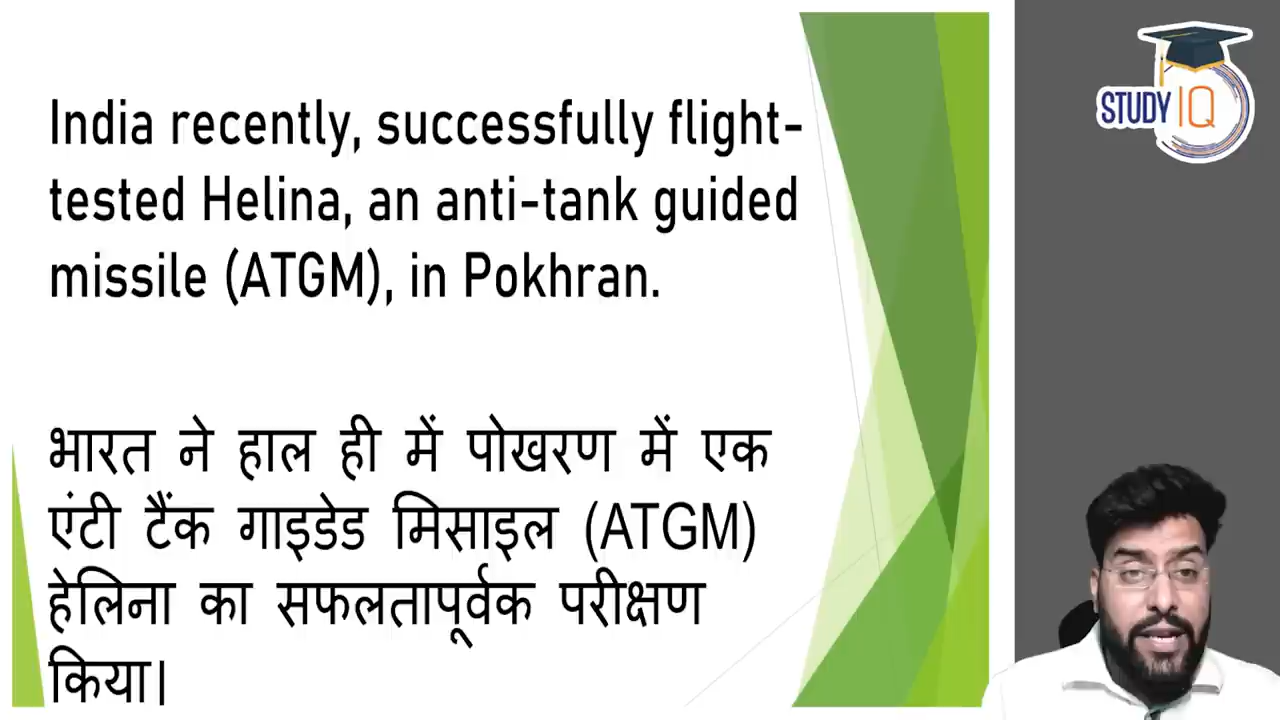 India recently, successfully flight-
tested Helina, an anti-tank guided
missile (ATGM), in Pokhran.
भारत ने हाल ही में पोखरण में एक
एंटी टैंक गाइडेड मिसाइल (ATGM)
हेलिना का सफलतापूर्वक परीक्षण
किया।
STUDY IQ